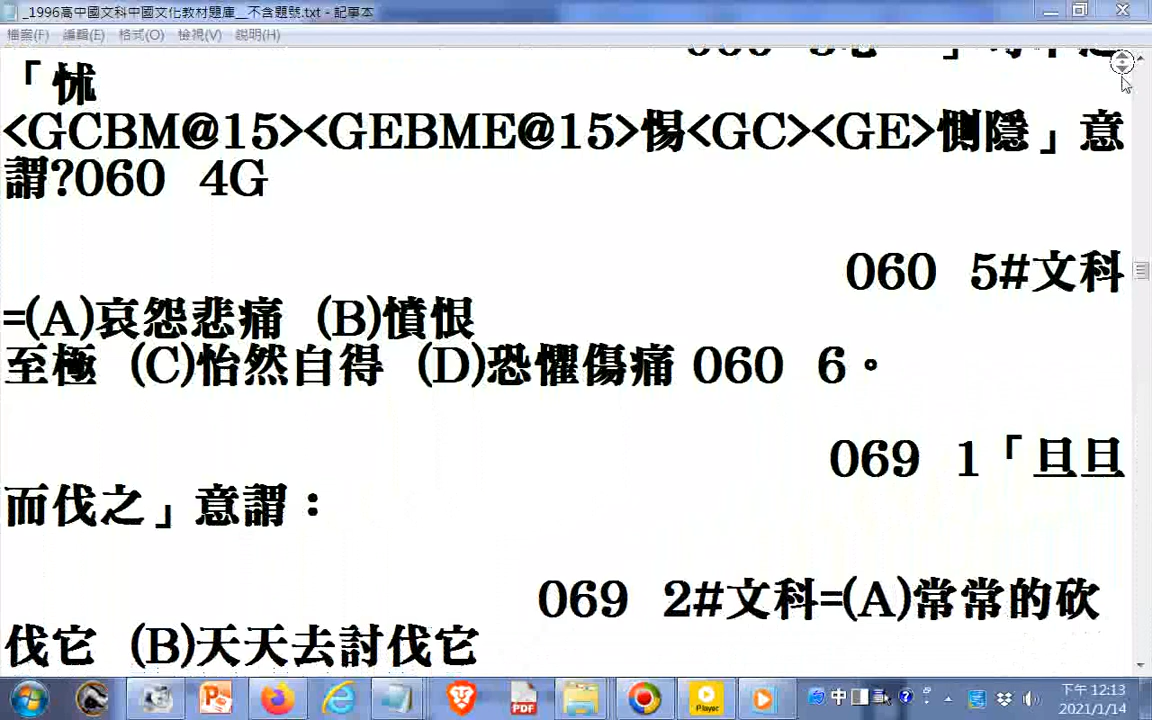 _1996高中國文科中國文化教材題庫__不含題號.txt - 記事本
檔案(F) 編輯(E) 格式(O) 檢視(V) 說明(H)
「怵
<GCBM@15><GEBME@15>惕<GC><GE>惻隱」意
謂?060 4G
060 5#文科
=(A)哀怨悲痛 (B)憤恨
至極 (C)怡然自得 (D)恐懼傷痛 060 6。
069 1「旦旦
而伐之」意謂：
069 2#文科=(A)常常的砍
伐它 (B)天天去討伐它
PDF
Player
中
下午 12:13
2021/1/14